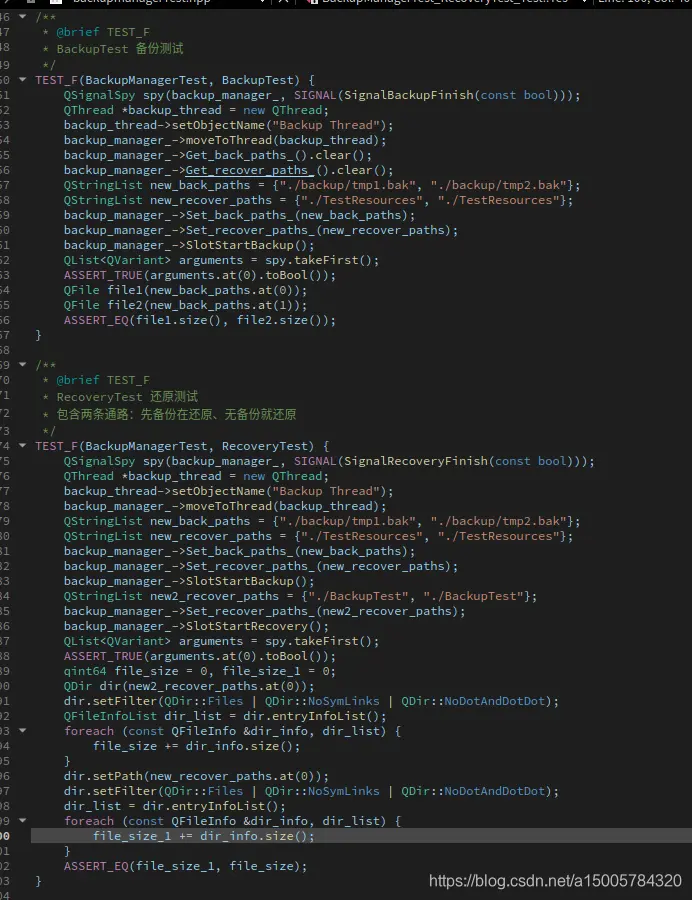 46 /**
47 * @brief TEST_F
48 * BackupTest 备份测试
49 */
50 TEST_F(BackupManagerTest, BackupTest) {
51 QSignalSpy spy(backup_manager_, SIGNAL(SignalBackupFinish(const bool)));
52 QThread *backup_thread = new QThread;
53 backup_thread->setObjectName("Backup Thread");
54 backup_manager_->moveToThread(backup_thread);
55 backup_manager_->Get_back_paths_().clear();
56 backup_manager_->Get_recover_paths_().clear();
57 QStringList new_back_paths = {"./backup/tmp1.bak", "./backup/tmp2.bak"};
58 QStringList new_recover_paths = {"./TestResources", "./TestResources"};
59 backup_manager_->Set_back_paths_(new_back_paths);
60 backup_manager_->Set_recover_paths_(new_recover_paths);
61 backup_manager_->SlotStartBackup();
62 QList<QVariant> arguments = spy.takeFirst();
63 ASSERT_TRUE(arguments.at(0).toBool());
64 QFile file1(new_back_paths.at(0));
65 QFile file2(new_back_paths.at(1));
66 ASSERT_EQ(file1.size(), file2.size());
67 }
68
69 /**
70 * @brief TEST_F
71 * RecoveryTest 还原测试
72 * 包含两条通路：先备份在还原、无备份就还原
73 */
74 TEST_F(BackupManagerTest, RecoveryTest) {
75 QSignalSpy spy(backup_manager_, SIGNAL(SignalRecoveryFinish(const bool)));
76 QThread *backup_thread = new QThread;
77 backup_thread->setObjectName("Backup Thread");
78 backup_manager_->moveToThread(backup_thread);
79 QStringList new_back_paths = {"./backup/tmp1.bak", "./backup/tmp2.bak"};
80 QStringList new_recover_paths = {"./TestResources", "./TestResources"};
81 backup_manager_->Set_back_paths_(new_back_paths);
82 backup_manager_->Set_recover_paths_(new_recover_paths);
83 backup_manager_->SlotStartBackup();
84 QStringList new2_recover_paths = {"./BackupTest", "./BackupTest"};
85 backup_manager_->Set_recover_paths_(new2_recover_paths);
86 backup_manager_->SlotStartRecovery();
87 QList<QVariant> arguments = spy.takeFirst();
88 ASSERT_TRUE(arguments.at(0).toBool());
89 qint64 file_size = 0, file_size_1 = 0;
90 QDir dir(new2_recover_paths.at(0));
91 dir.setFilter(QDir::Files | QDir::NoSymLinks | QDir::NoDotAndDotDot);
92 QFileInfoList dir_list = dir.entryInfoList();
93 foreach (const QFileInfo &dir_info, dir_list) {
94 file_size += dir_info.size();
95 }
96 dir.setPath(new_recover_paths.at(0));
97 dir.setFilter(QDir::Files | QDir::NoSymLinks | QDir::NoDotAndDotDot);
98 dir_list = dir.entryInfoList();
99 foreach (const QFileInfo &dir_info, dir_list) {
00 file_size_1 += dir_info.size();
01 }
02 ASSERT_EQ(file_size_1, file_size);
03 }
https://blog.csdn.net/a15005784320